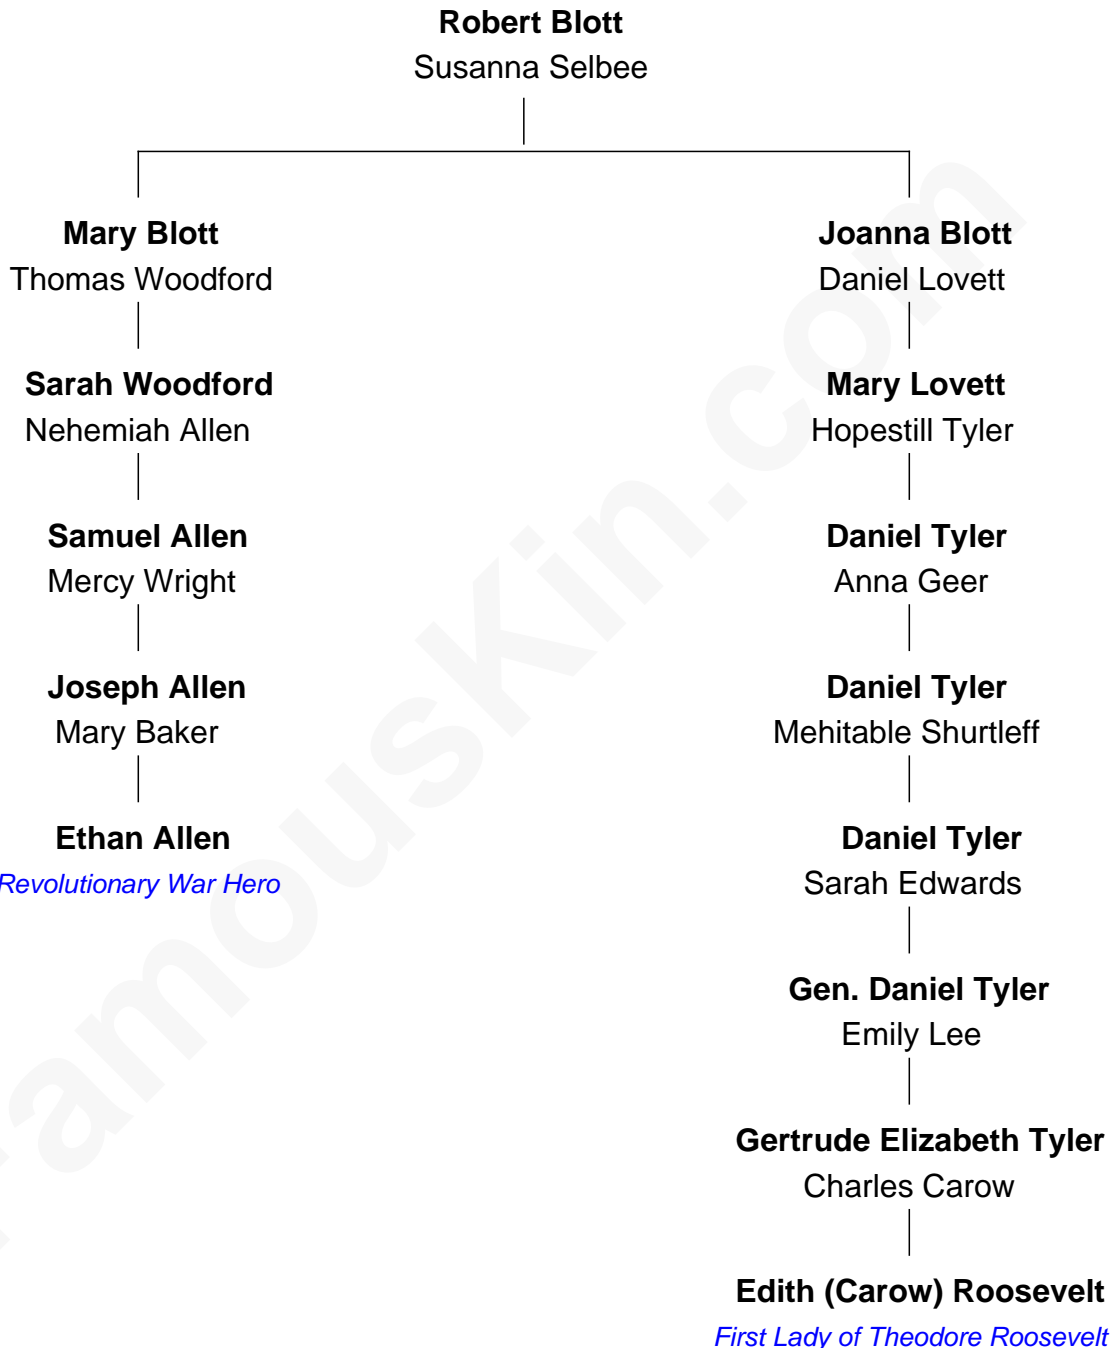 Robert Blott
Susanna Selbee
Mary Blott
Thomas Woodford
Sarah Woodford
Nehemiah Allen
Samuel Allen
Mercy Wright
Joseph Allen
Mary Baker
Ethan Allen
Revolutionary War Hero
Joanna Blott
Daniel Lovett
Mary Lovett
Hopestill Tyler
Daniel Tyler
Anna Geer
Daniel Tyler
Mehitable Shurtleff
Daniel Tyler
Sarah Edwards
Gen. Daniel Tyler
Emily Lee
Gertrude Elizabeth Tyler
Charles Carow
Edith (Carow) Roosevelt
First Lady of Theodore Roosevelt
FamousKin.com